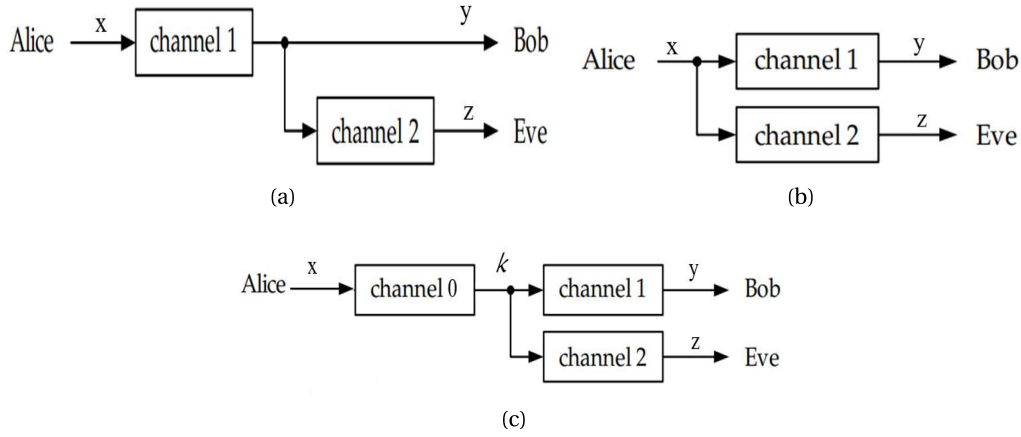 Alice x channel 1 y Bob
channel 2 z Eve
(a)
Alice x channel 1 y Bob
channel 2 z Eve
(b)
Alice x channel 0 k channel 1 y Bob
channel 2 z Eve
(c)